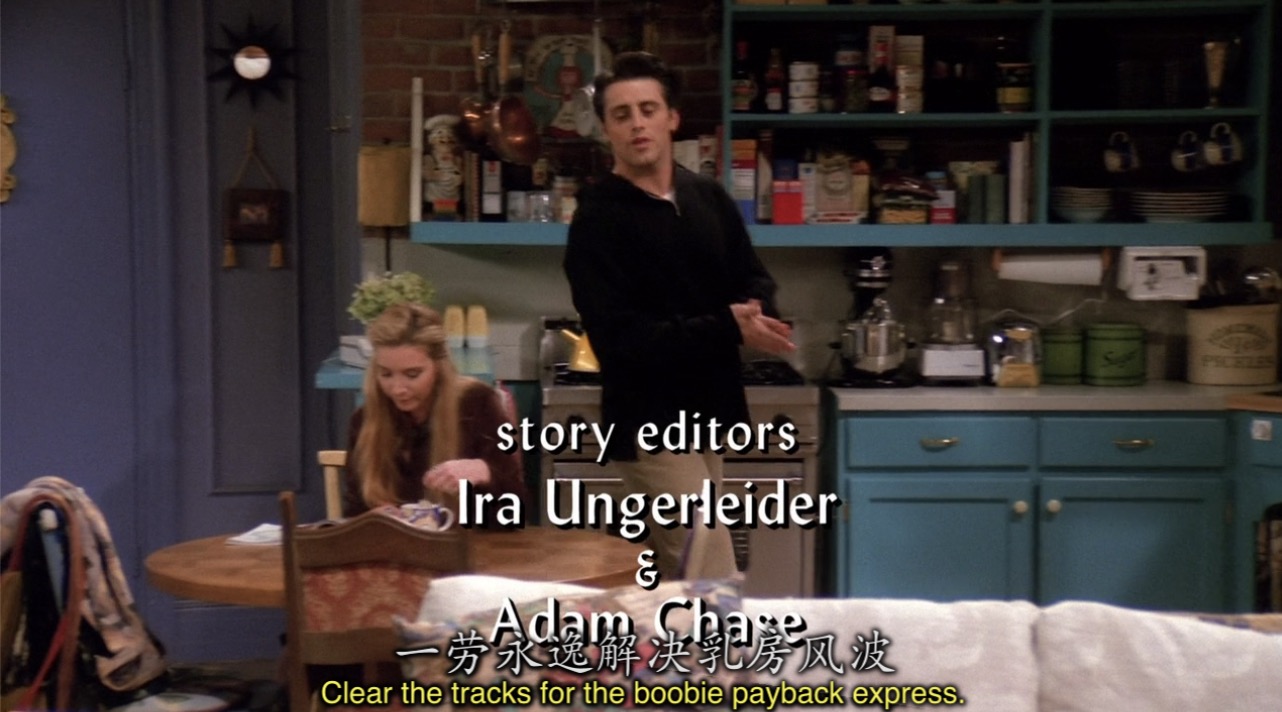 story editors
Ira Ungerleider
&
Adam Chase
一劳永逸解决乳房风波
Clear the tracks for the boobie payback express.